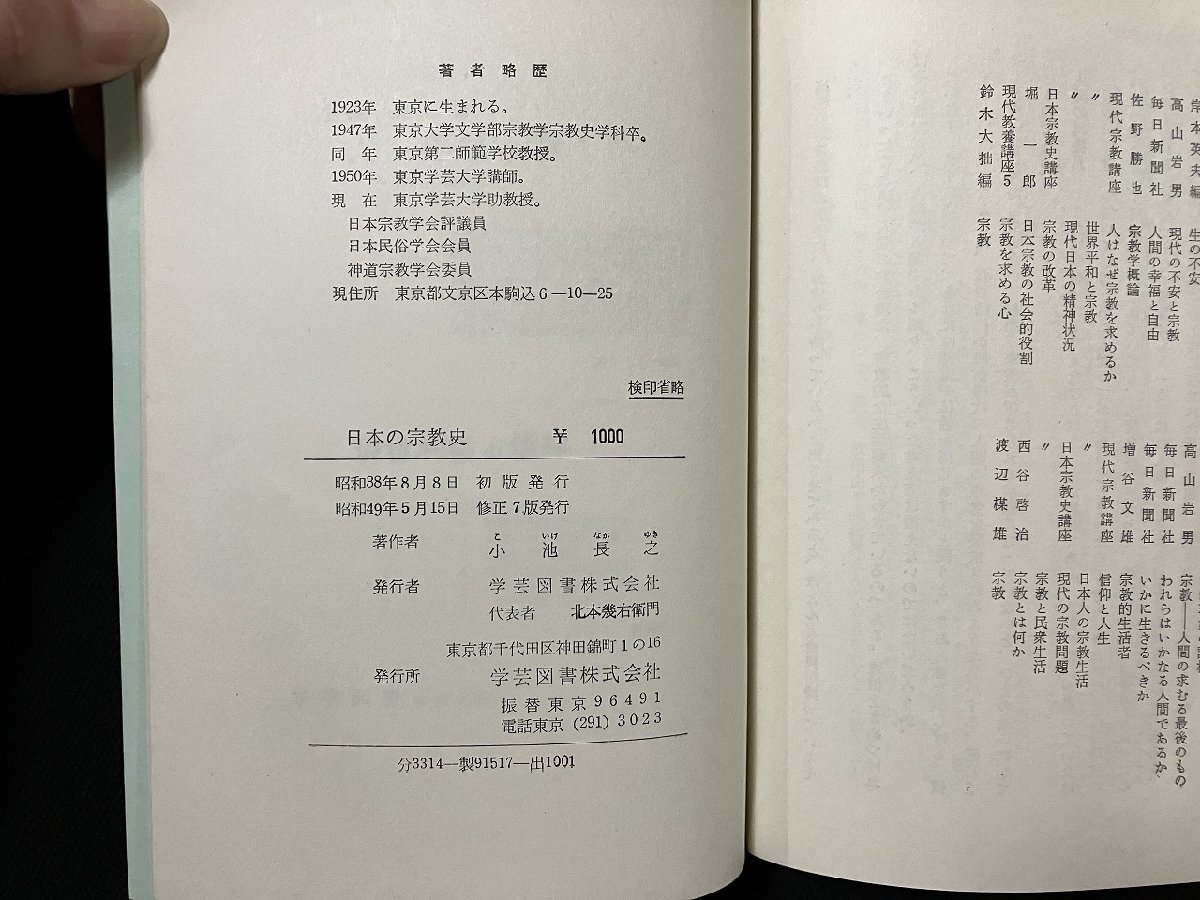 著者略歴
1923年 東京に生まれる。
1947年 東京大学文学部宗教学宗教史学科卒。
同年 東京第二師範学校教授。
1950年 東京学芸大学講師。
現在 東京学芸大学助教授。
日本宗教学会評議員
日本民俗学会会員
神道宗教学会委員
現住所 東京都文京区本駒込6—10—25
検印省略
日本の宗教史 ¥ 1000
昭和38年8月8日 初版発行
昭和49年5月15日 修正7版発行
著作者 小池長之
こ いけ なが ゆき
発行者 学芸図書株式会社
代表者 北本幾右衛門
東京都千代田区神田錦町1の16
発行所 学芸図書株式会社
振替東京96491
電話東京(291)3023
分3314—製91517—出1001
岸本英夫編 生の不安
高山岩男 現代の不安と宗教
毎日新聞社 人間の幸福と自由
佐野勝也 宗教学概論
現代宗教講座 人はなぜ宗教を求めるか
〃 世界平和と宗教
〃 現代日本の精神状況
日本宗教史講座 宗教の改革
堀一郎 日本宗教の社会的役割
現代教養講座5 宗教を求める心
鈴木大拙編 宗教
高山岩男 宗教——人間の求むる最後のもの
毎日新聞社 われらはいかなる人間であるか
毎日新聞社 いかに生きるべきか
増谷文雄 宗教的生活者
現代宗教講座 信仰と人生
〃 日本人の宗教生活
〃 現代の宗教問題
日本宗教史講座 宗教と民衆生活
西谷啓治 宗教とは何か
渡辺楳雄 宗教